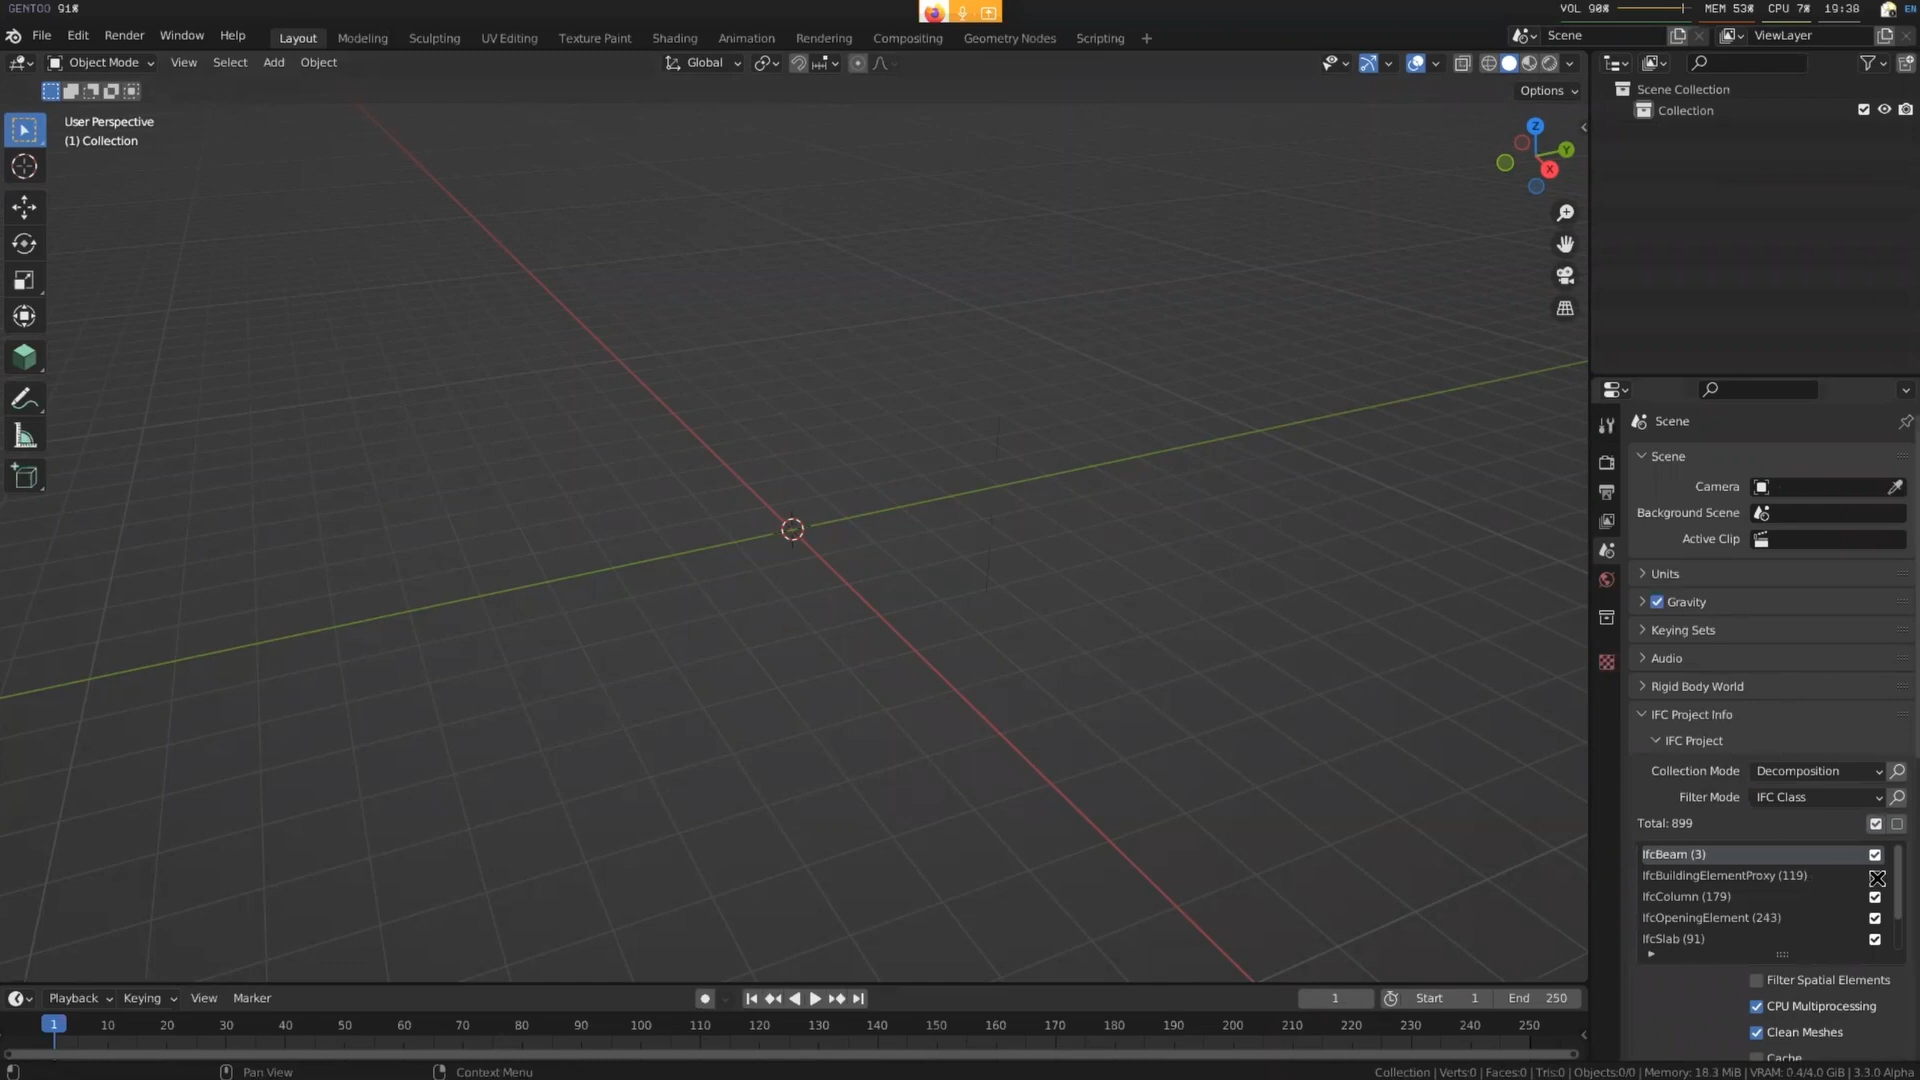 GENTOO 91%
VOL 90% MEM 53% CPU 7% 19:38 EN
File Edit Render Window Help Layout Modeling Sculpting UV Editing Texture Paint Shading Animation Rendering Compositing Geometry Nodes Scripting + Scene ViewLayer
Object Mode View Select Add Object Global
Options
User Perspective
(1) Collection
Z
Y
X
Scene Collection
Collection
Scene
Scene
Camera
Background Scene
Active Clip
Units
Gravity
Keying Sets
Audio
Rigid Body World
IFC Project Info
IFC Project
Collection Mode Decomposition
Filter Mode IFC Class
Total: 899
IfcBeam (3)
IfcBuildingElementProxy (119)
IfcColumn (179)
IfcOpeningElement (243)
IfcSlab (91)
Filter Spatial Elements
CPU Multiprocessing
Clean Meshes
Cache
Playback Keying View Marker 1 Start 1 End 250
1 10 20 30 40 50 60 70 80 90 100 110 120 130 140 150 160 170 180 190 200 210 220 230 240 250
Pan View Context Menu Collection | Verts:0 | Faces:0 | Tris:0 | Objects:0/0 | Memory: 18.3 MiB | VRAM: 0.4/4.0 GiB | 3.3.0 Alpha